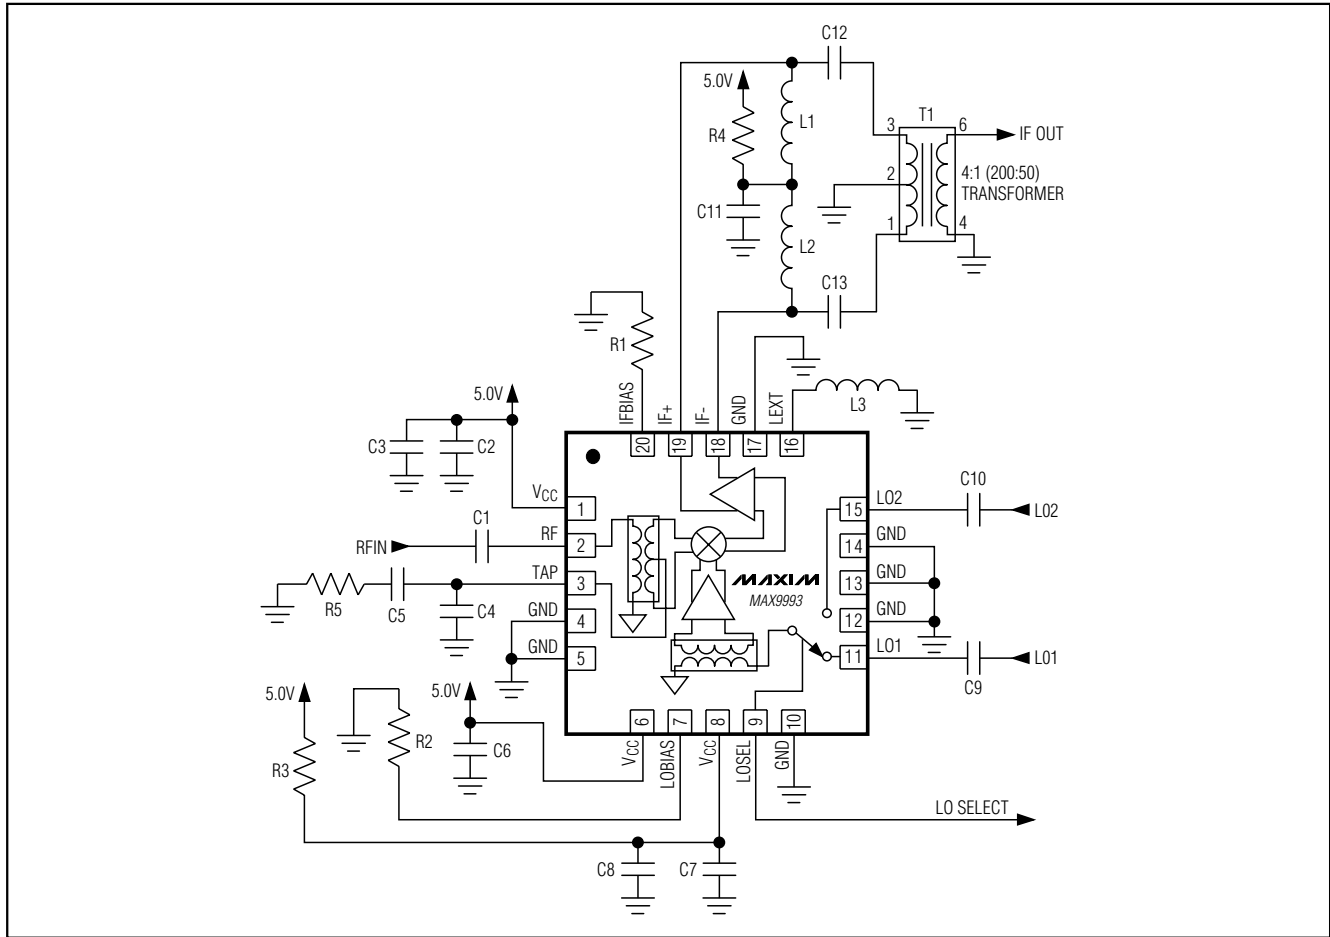 C12
5.0V
L1
R4
T1
3
6
IF OUT
2
4:1 (200:50)
TRANSFORMER
C11
1
4
L2
C13
R1
5.0V
IFBIAS
IF+
IF-
GND
LEXT
L3
C3
C2
20
19
18
17
16
VCC
1
C10
LO2
15
LO2
C1
RF
RFIN
2
GND
14
TAP
3
MAXIM
MAX9993
GND
13
R5
C5
C4
GND
4
GND
12
GND
5
LO1
11
LO1
C9
5.0V
5.0V
6
7
8
9
10
R2
C6
R3
VCC
LOBIAS
VCC
LOSEL
GND
LO SELECT
C8
C7